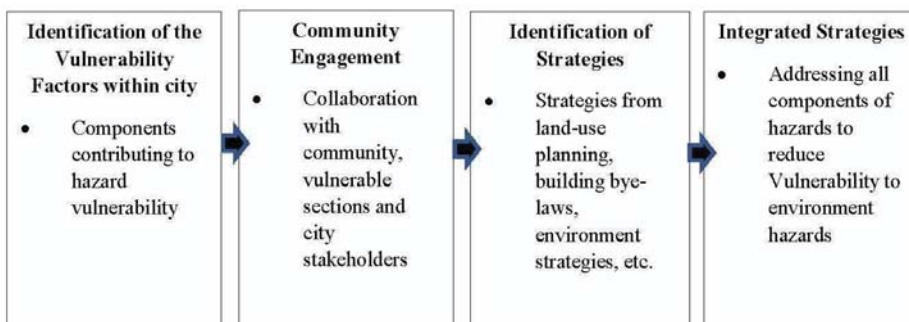 Identification of the
Vulnerability
Factors within city
• Components
contributing to
hazard
vulnerability
Community
Engagement
• Collaboration
with
community,
vulnerable
sections and
city
stakeholders
Identification of
Strategies
• Strategies from
land-use
planning,
building bye-
laws,
environment
strategies, etc.
Integrated Strategies
• Addressing all
components of
hazards to
reduce
Vulnerability to
environment
hazards